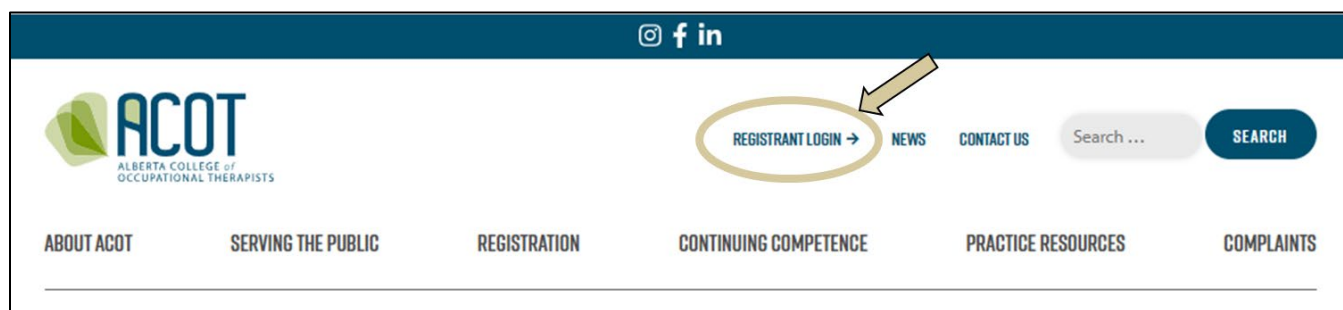 ACOT
ALBERTA COLLEGE of
OCCUPATIONAL THERAPISTS
REGISTRANT LOGIN → NEWS CONTACT US Search ... SEARCH
ABOUT ACOT SERVING THE PUBLIC REGISTRATION CONTINUING COMPETENCE PRACTICE RESOURCES COMPLAINTS